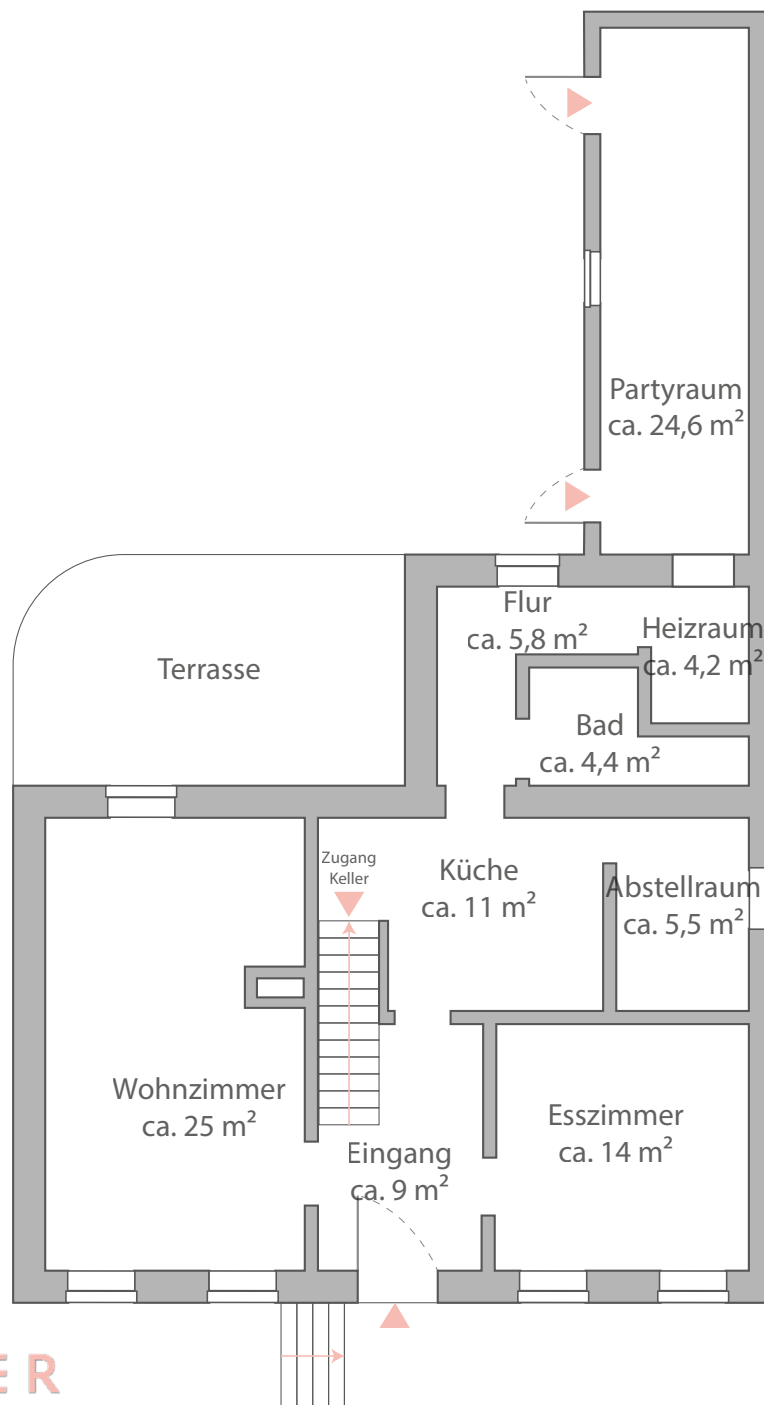 Partyraum
ca. 24,6 m²
Flur
ca. 5,8 m²
Heizraum
ca. 4,2 m²
Terrasse
Bad
ca. 4,4 m²
Zugang
Keller
Küche
ca. 11 m²
Abstellraum
ca. 5,5 m²
Wohnzimmer
ca. 25 m²
Esszimmer
ca. 14 m²
Eingang
ca. 9 m²
ER